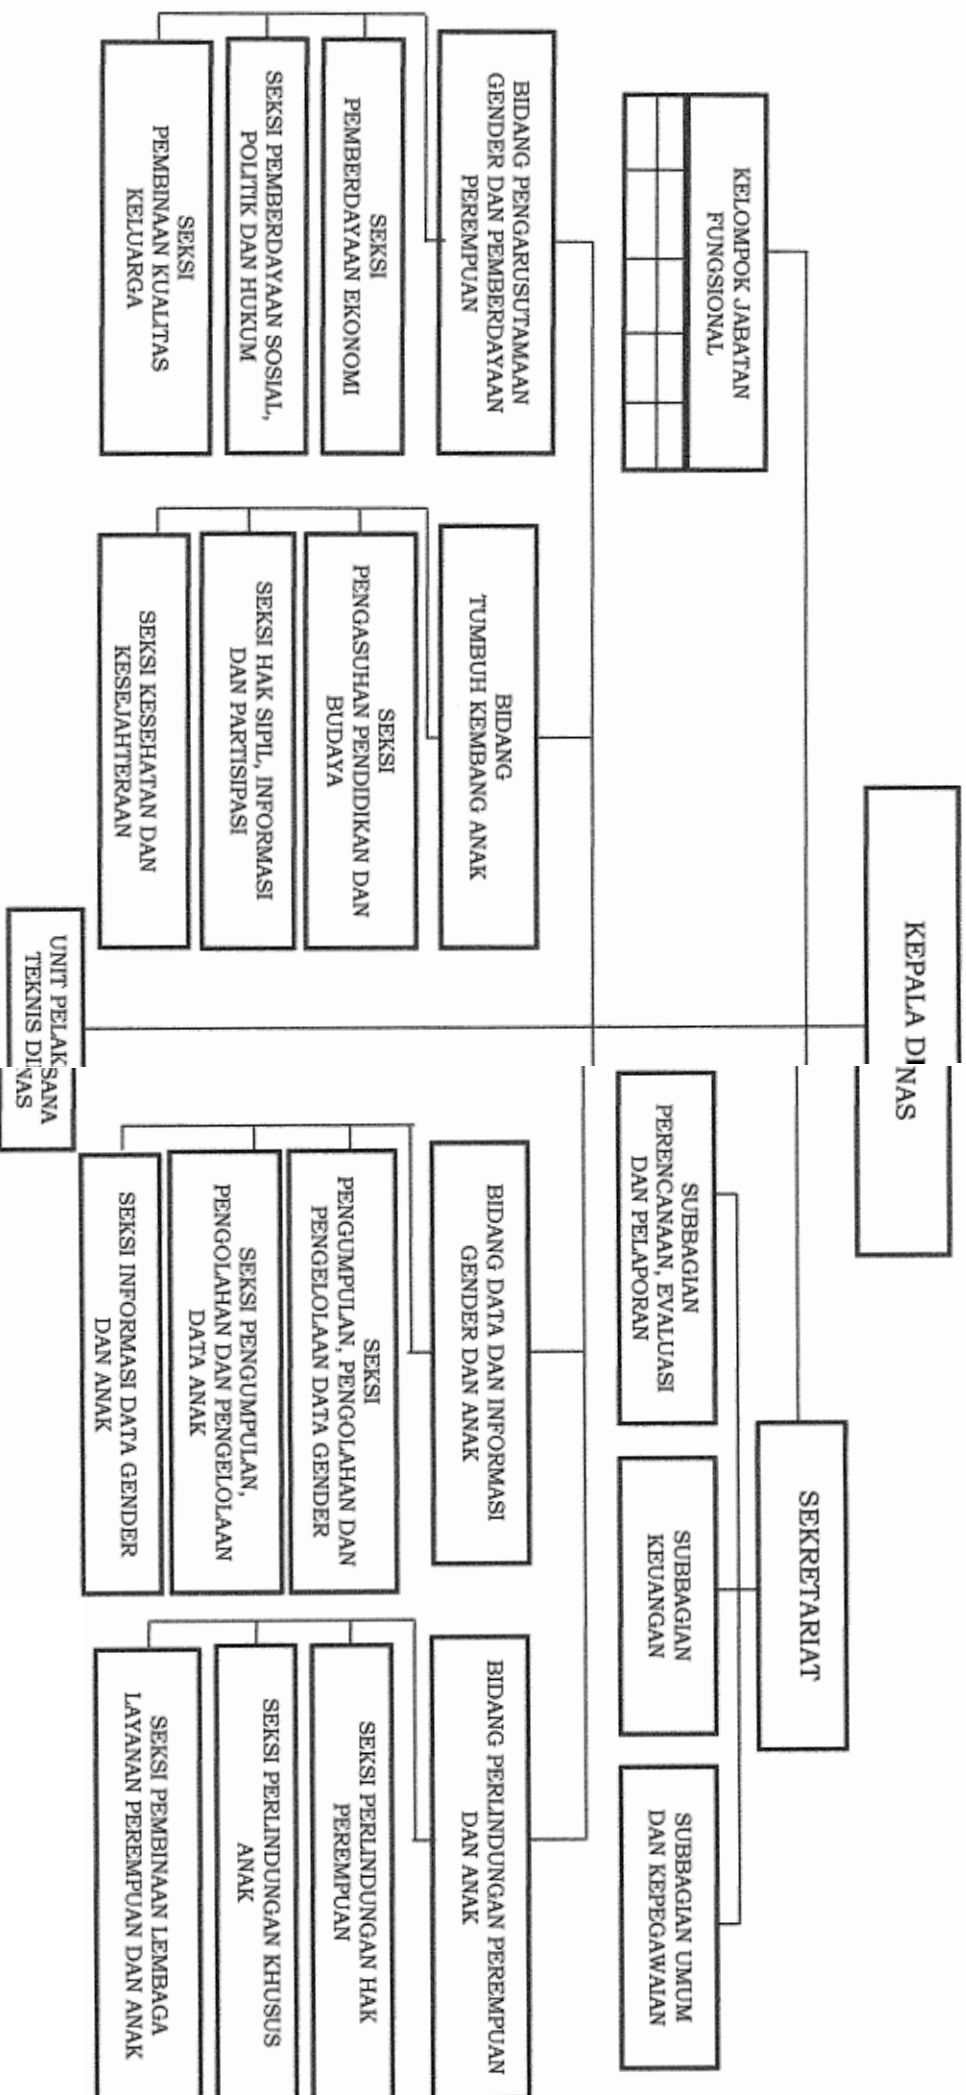 KEPALA DINAS
KELOMPOK JABATAN
FUNGSIONAL
SEKRETARIAT
SUBBAGIAN
PERENCANAAN, EVALUASI
DAN PELAPORAN
SUBBAGIAN
KEUANGAN
SUBBAGIAN UMUM
DAN KEPEGAWAIAN
BIDANG PENGARUSUTAMAAN
GENDER DAN PEMBERDAYAAN
PEREMPUAN
SEKSI
PEMBERDAYAAN EKONOMI
SEKSI PEMBERDAYAAN SOSIAL,
POLITIK DAN HUKUM
SEKSI
PEMBINAAN KUALITAS
KELUARGA
BIDANG
TUMBUH KEMBANG ANAK
SEKSI
PENGASUHAN PENDIDIKAN DAN
BUDAYA
SEKSI HAK SIPIL, INFORMASI
DAN PARTISIPASI
SEKSI KESEHATAN DAN
KESEJAHTERAAN
BIDANG DATA DAN INFORMASI
GENDER DAN ANAK
SEKSI
PENGUMPULAN, PENGOLAHAN DAN
PENGELOLAAN DATA GENDER
SEKSI PENGUMPULAN,
PENGOLAHAN DAN PENGELOLAAN
DATA ANAK
SEKSI INFORMASI DATA GENDER
DAN ANAK
BIDANG PERLINDUNGAN PEREMPUAN
DAN ANAK
SEKSI PERLINDUNGAN HAK
PEREMPUAN
SEKSI PERLINDUNGAN KHUSUS
ANAK
SEKSI PEMBINAAN LEMBAGA
LAYANAN PEREMPUAN DAN ANAK
UNIT PELAKSANA
TEKNIS DINAS